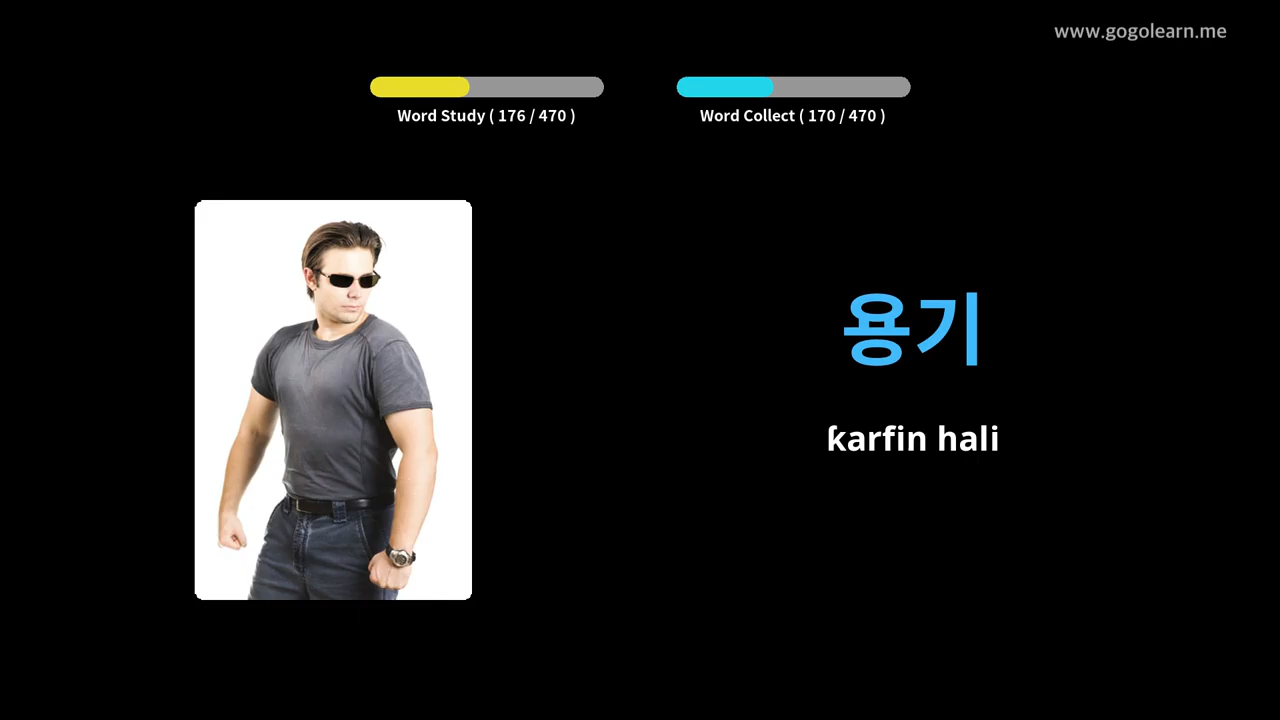 www.gogolearn.me
Word Study ( 176 / 470 )
Word Collect ( 170 / 470 )
용기
ƙarfin hali